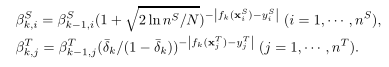 β^S_{k,i} = β^S_{k−1,i}(1 + √(2 ln n^S/N))^{−|f_k(x^S_i)−y^S_i|} (i = 1, ⋯ , n^S),
β^T_{k,j} = β^T_{k−1,j}(δ̄_k/(1 − δ̄_k))^{−|f_k(x^T_j)−y^T_j|} (j = 1, ⋯ , n^T).